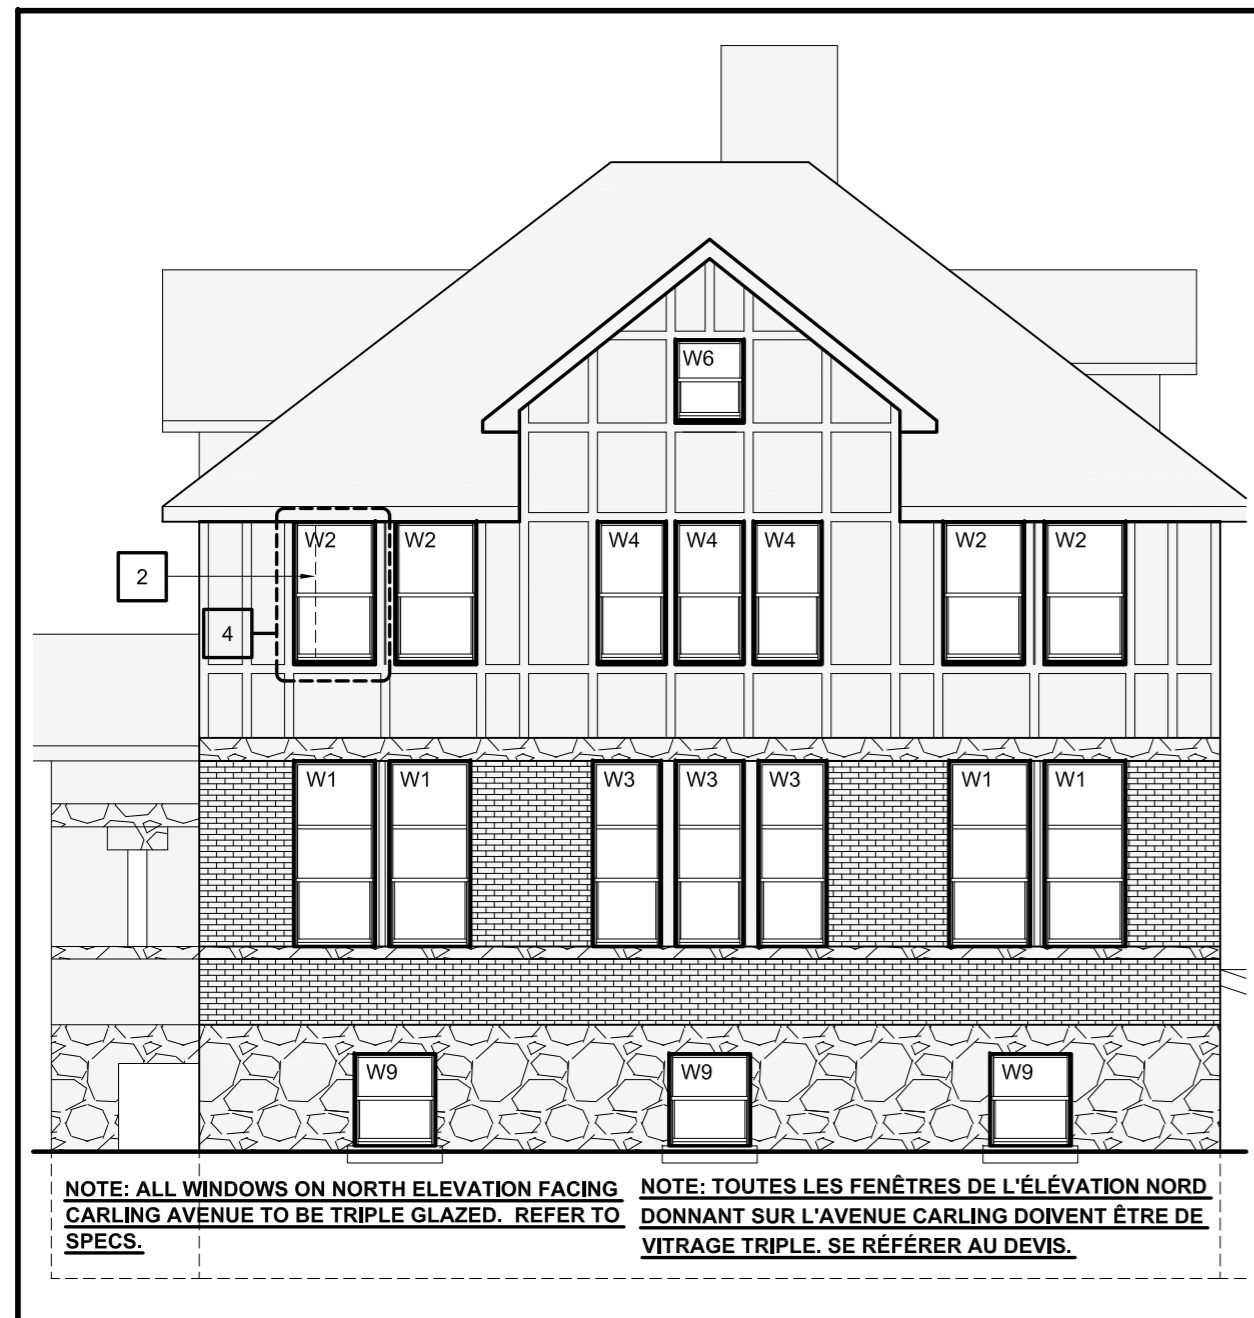 W6
W2
W2
W4
W4
W4
W2
W2
2
4
W1
W1
W3
W3
W3
W1
W1
W9
W9
W9
NOTE: ALL WINDOWS ON NORTH ELEVATION FACING
CARLING AVENUE TO BE TRIPLE GLAZED. REFER TO
SPECS.
NOTE: TOUTES LES FENÊTRES DE L'ÉLÉVATION NORD
DONNANT SUR L'AVENUE CARLING DOIVENT ÊTRE DE
VITRAGE TRIPLE. SE RÉFÉRER AU DEVIS.